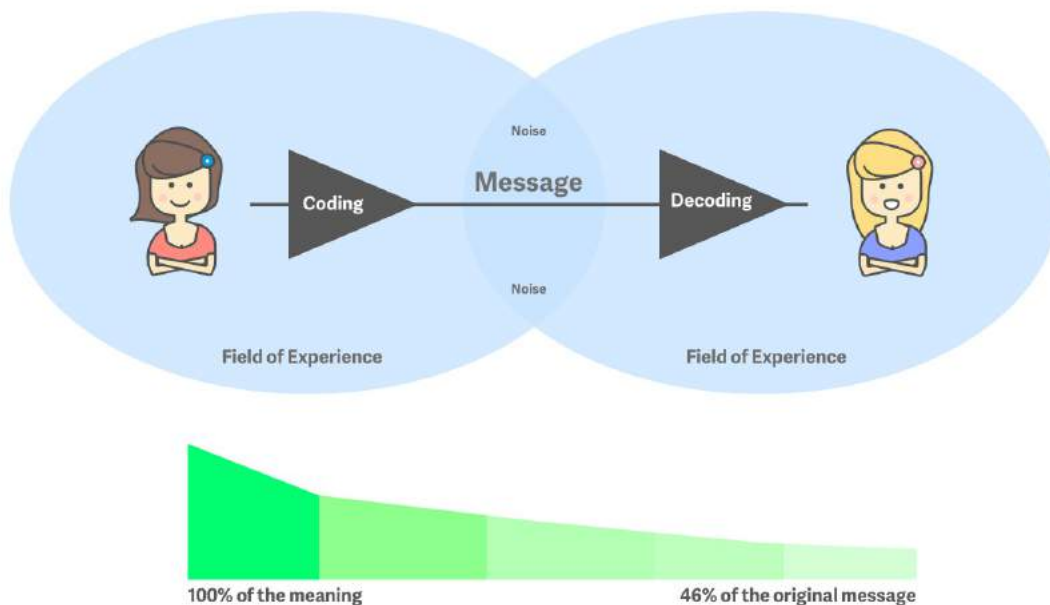 Noise
Message
Coding
Decoding
Noise
Field of Experience
Field of Experience
100% of the meaning
46% of the original message